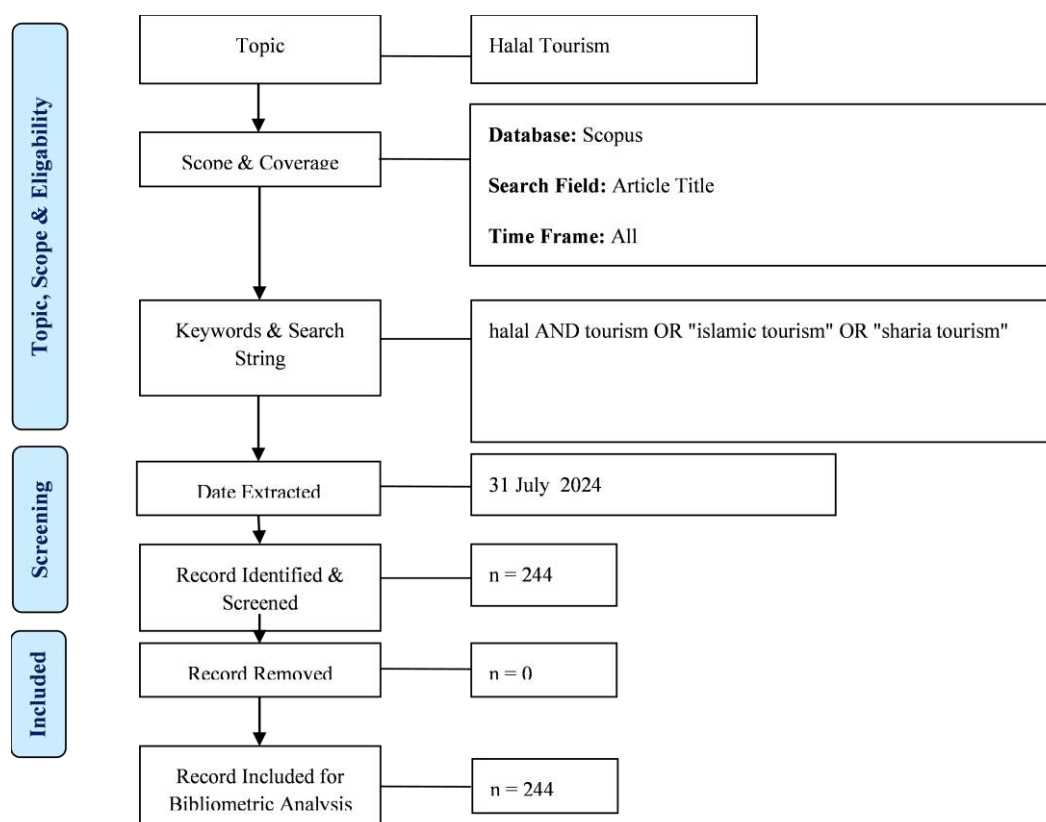 Topic, Scope & Eligability
Topic
Halal Tourism
Scope & Coverage
Database: Scopus
Search Field: Article Title
Time Frame: All
Keywords & Search
String
halal AND tourism OR "islamic tourism" OR "sharia tourism"
Screening
Date Extracted
31 July 2024
Record Identified &
Screened
n = 244
Included
Record Removed
n = 0
Record Included for
Bibliometric Analysis
n = 244